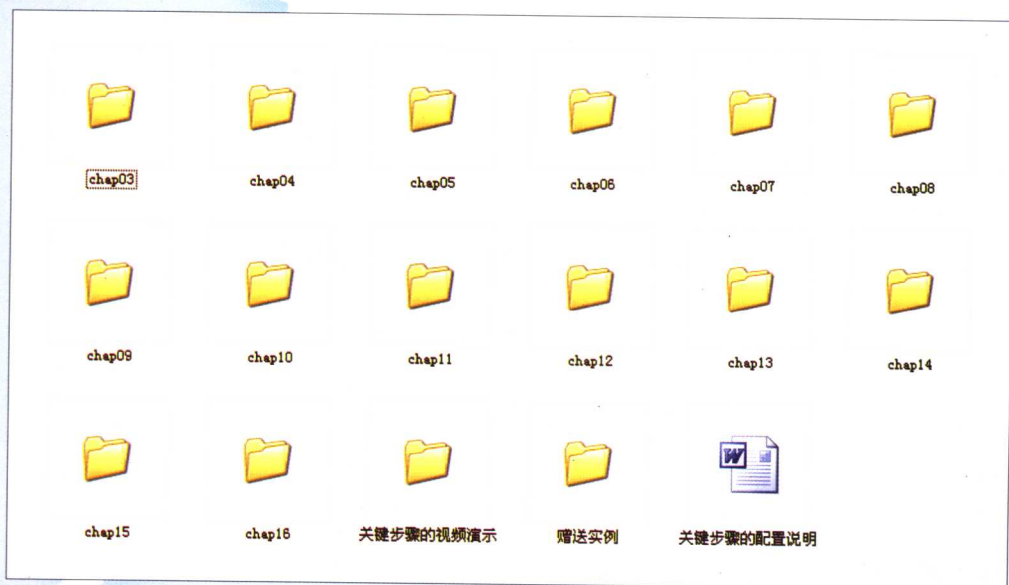 chap03 chap04 chap05 chap06 chap07 chap08
chap09 chap10 chap11 chap12 chap13 chap14
chap15 chap16 关键步骤的视频演示 赠送实例 关键步骤的配置说明